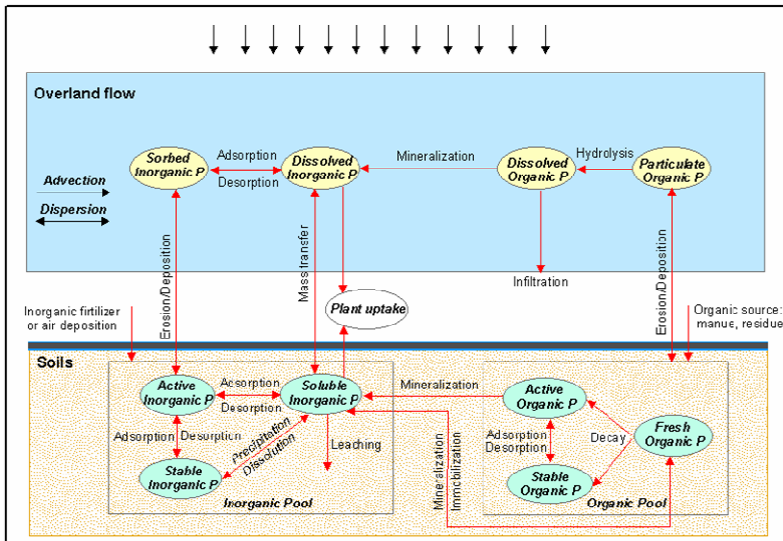 Overland flow
Sorbed
Inorganic P
Adsorption
Desorption
Dissolved
Inorganic P
Mineralization
Dissolved
Organic P
Hydrolysis
Particulate
Organic P
Advection
Dispersion
Erosion/Deposition
Mass transfer
Infiltration
Erosion/Deposition
Inorganic firtilizer
or air deposition
Plant uptake
Organic source:
manue, residue
Soils
Active
Inorganic P
Acsorption
Desorption
Soluble
Inorganic P
Mineralization
Active
Organic P
Fresh
Organic P
Adsorption
Desorption
Precipitation
Dissolution
Leaching
Mineralization
Immobilization
Adsorption
Desorption
Decay
Stable
Inorganic P
Stable
Organic P
Inorganic Pool
Organic Pool